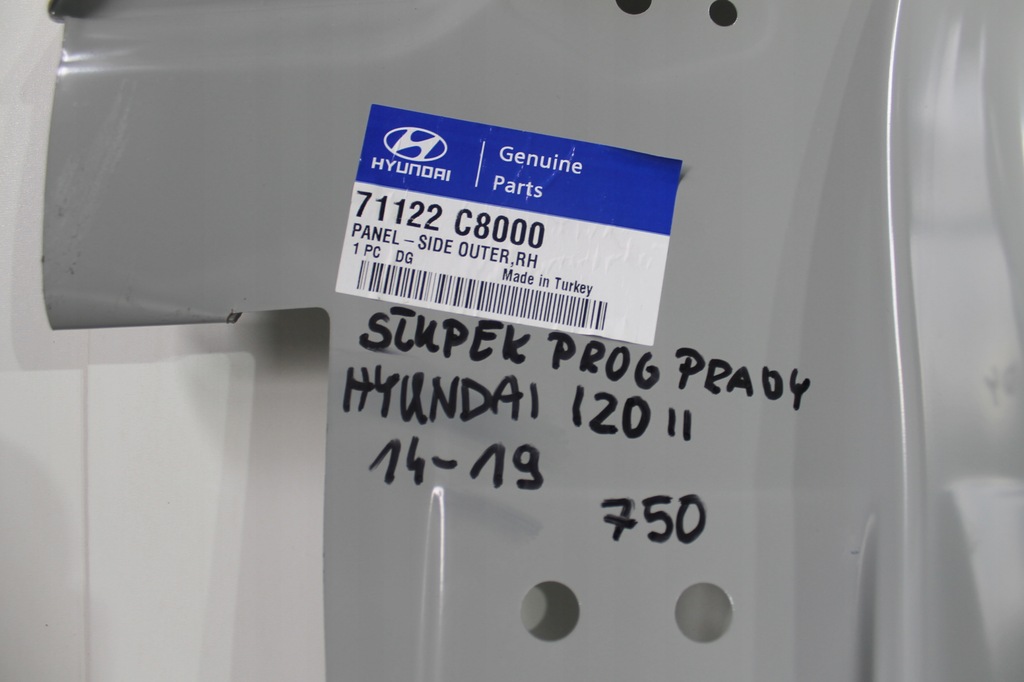 HYUNDAI
Genuine
Parts
71122 C8000
PANEL-SIDE OUTER,RH
1 PC DG
Made in Turkey
SŁUPEK PROG PRAWY
HYUNDAI I20 II
14-19
750